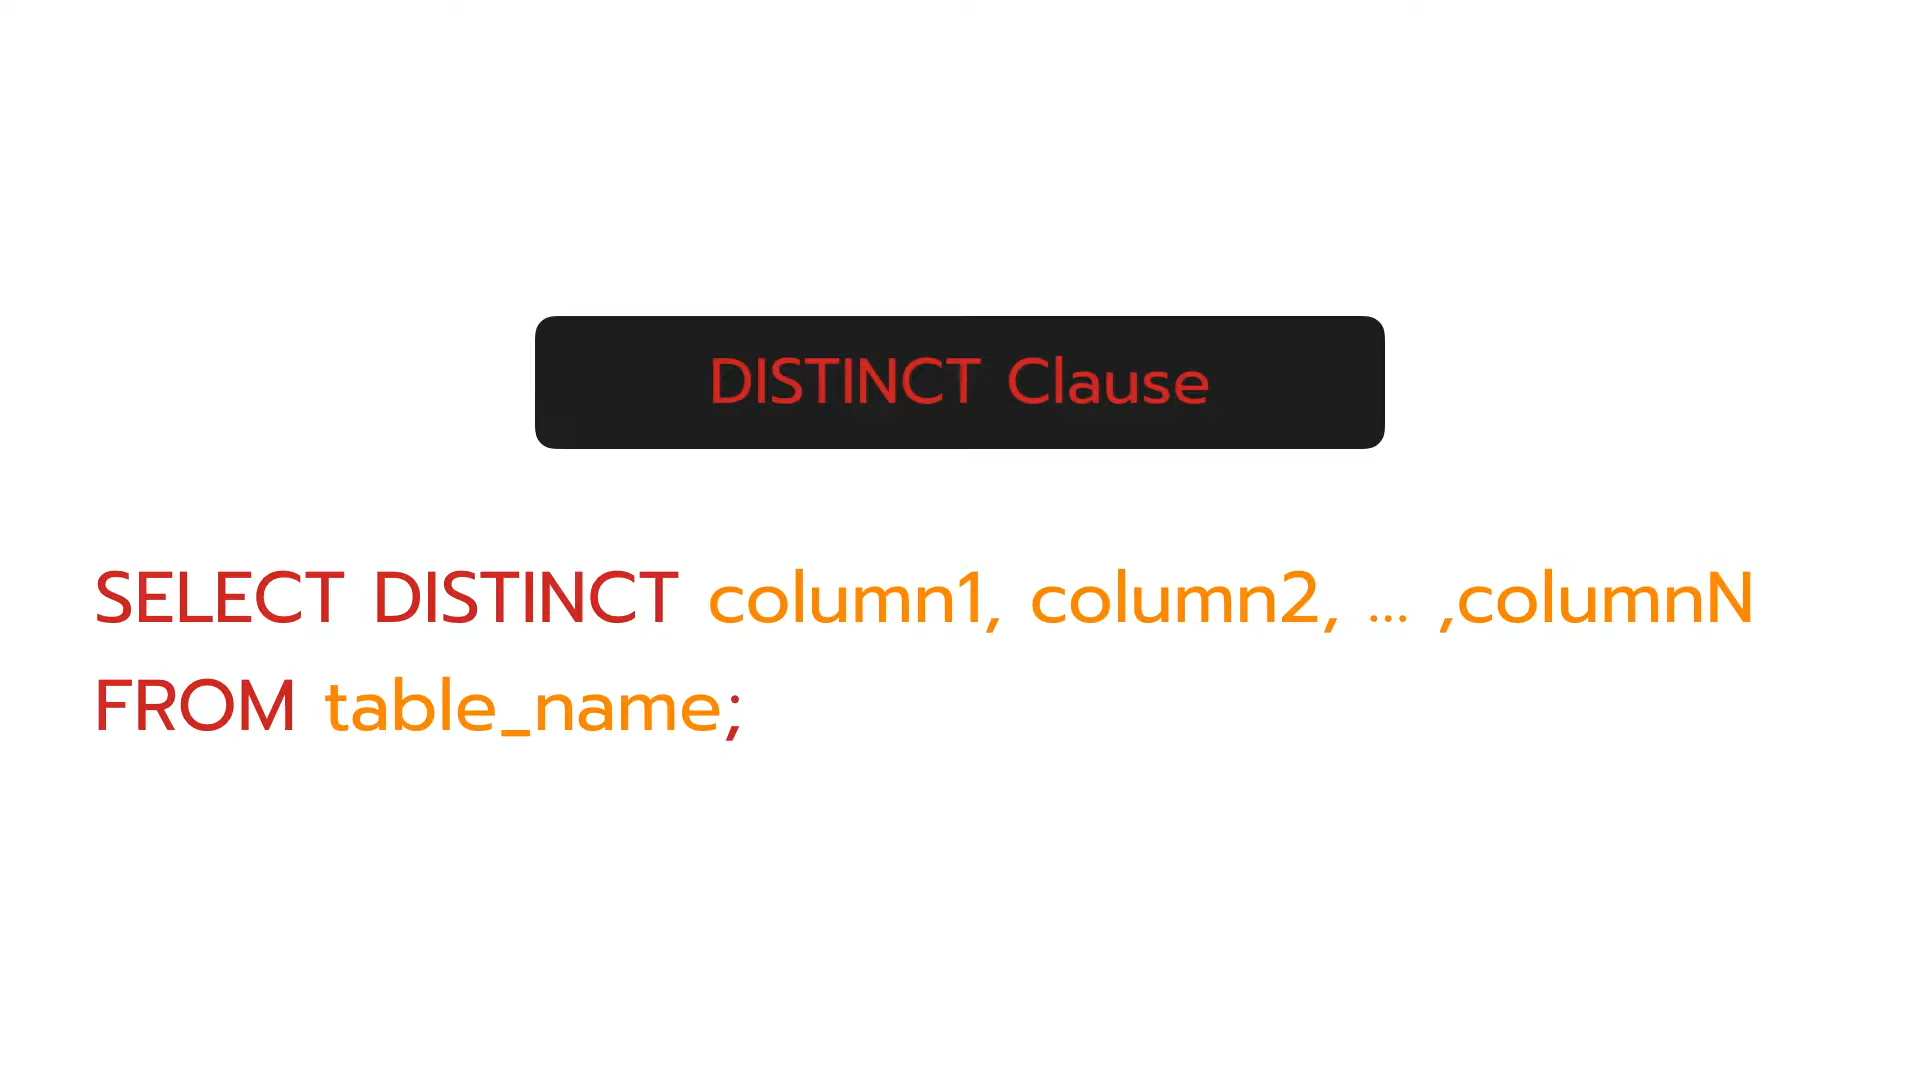 DISTINCT Clause
SELECT DISTINCT column1, column2, ... ,columnN
FROM table_name;